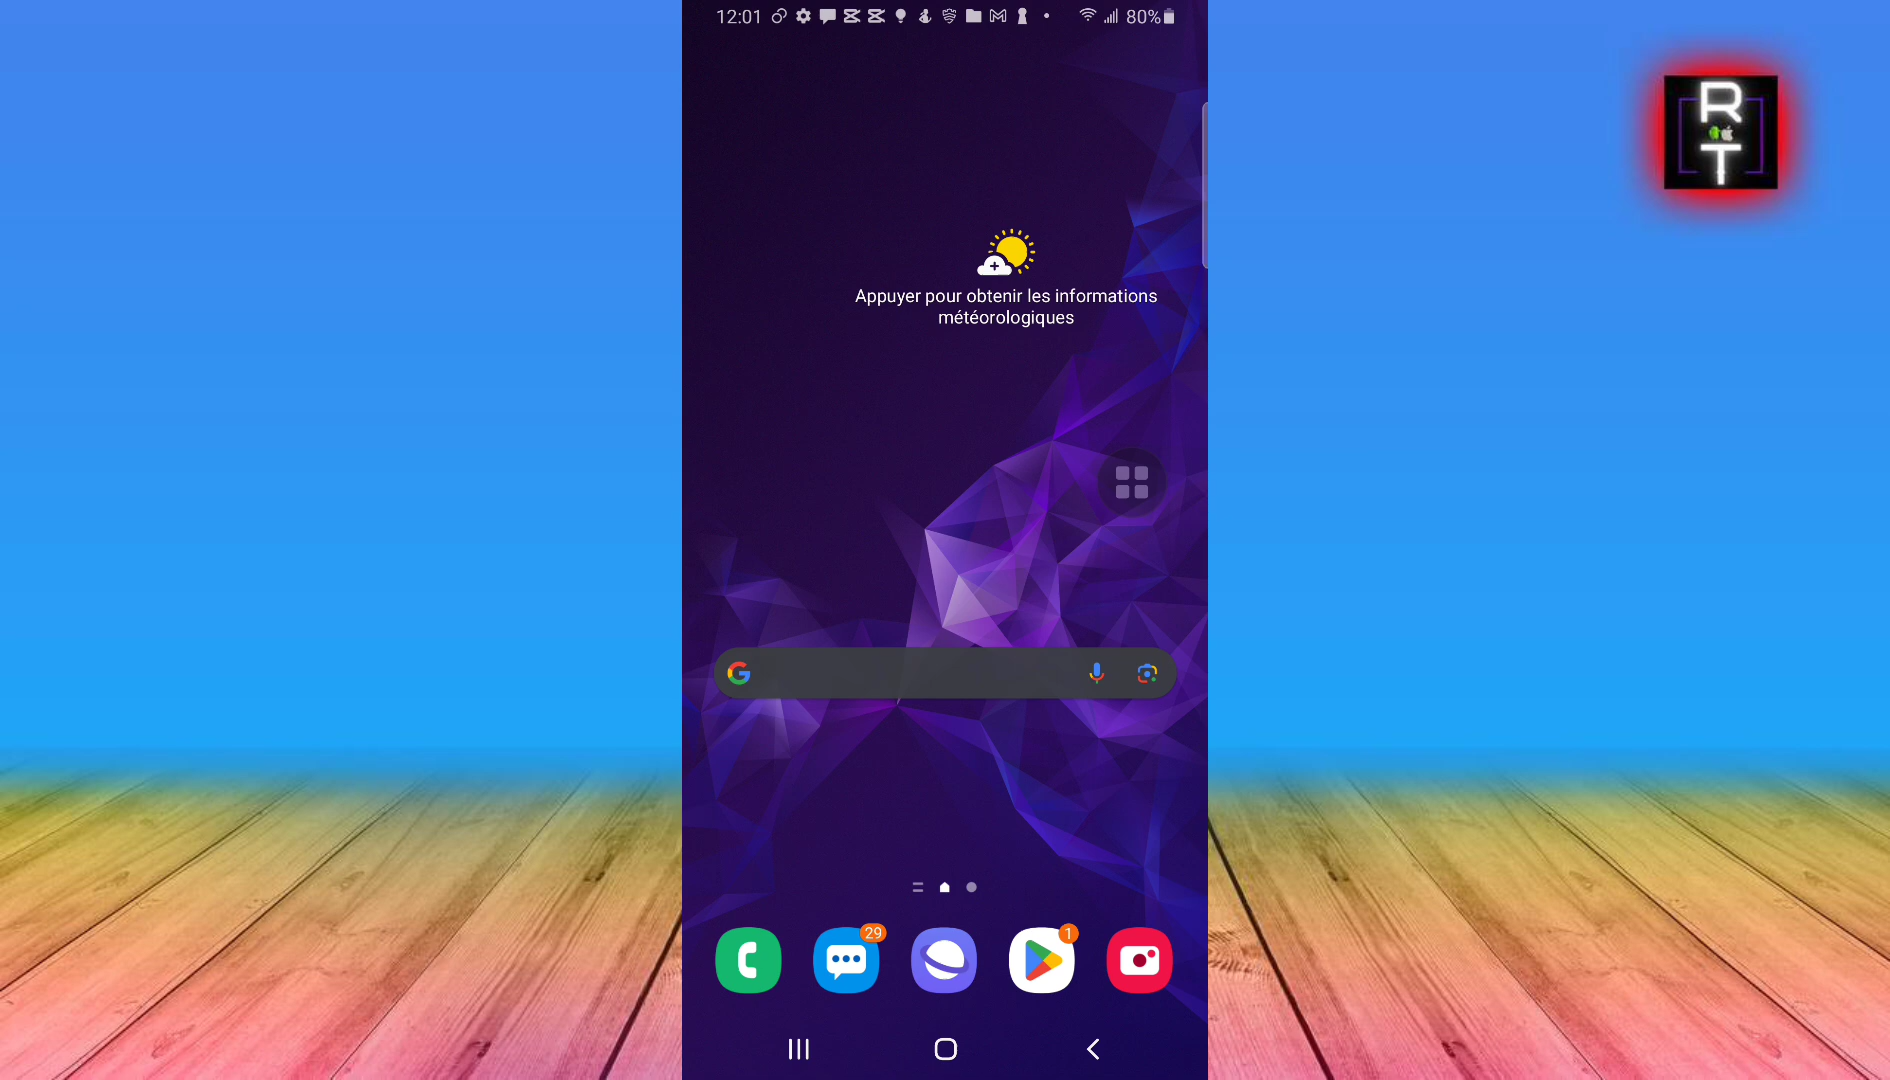 12:01
80%
R
T
Appuyer pour obtenir les informations
météorologiques
29
1